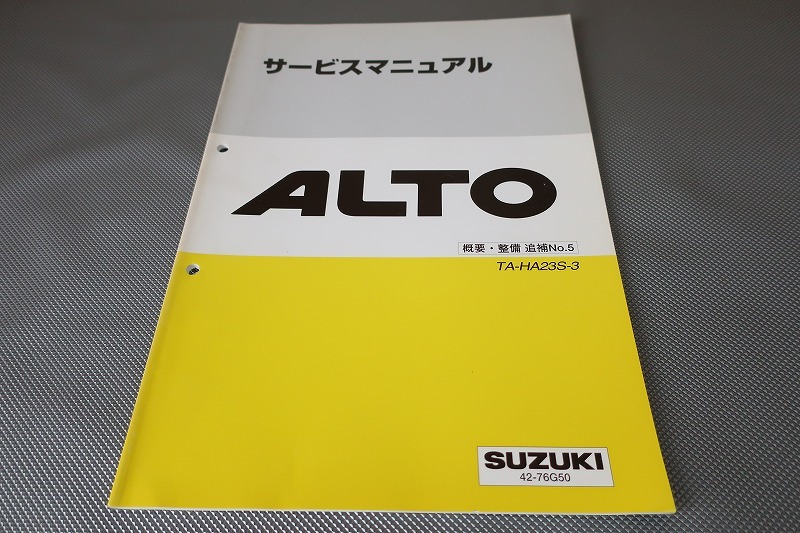 サービスマニュアル
ALTO
概要・整備 追補No.5
TA-HA23S-3
SUZUKI
42-76G50